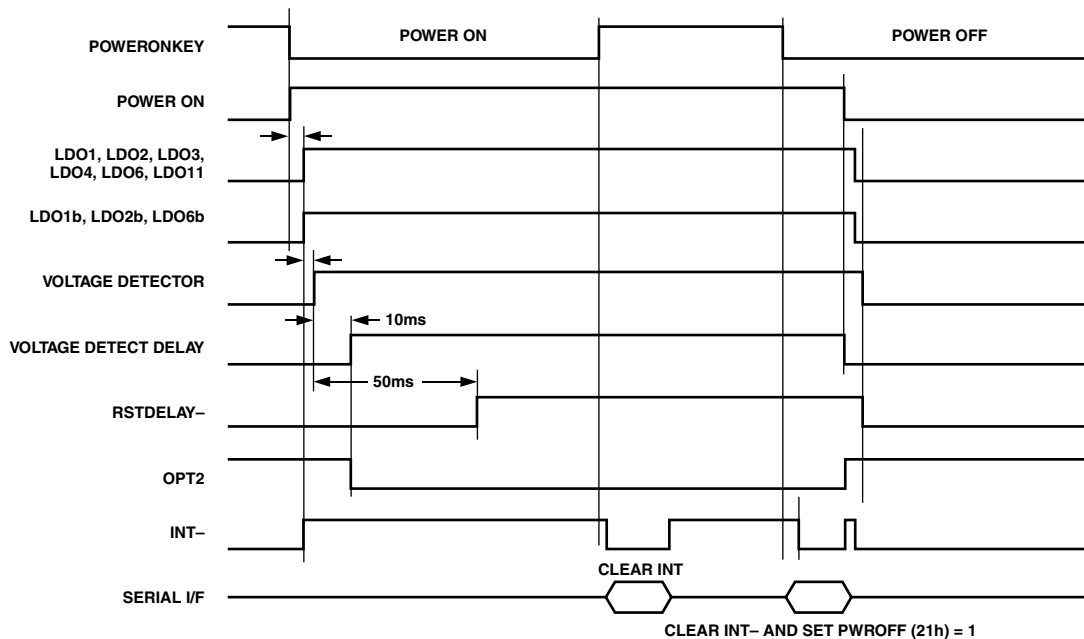 POWERONKEY
POWER ON
POWER OFF
POWER ON
LDO1, LDO2, LDO3,
LDO4, LDO6, LDO11
LDO1b, LDO2b, LDO6b
VOLTAGE DETECTOR
10ms
VOLTAGE DETECT DELAY
50ms
RSTDELAY–
OPT2
INT–
CLEAR INT
SERIAL I/F
CLEAR INT– AND SET PWROFF (21h) = 1